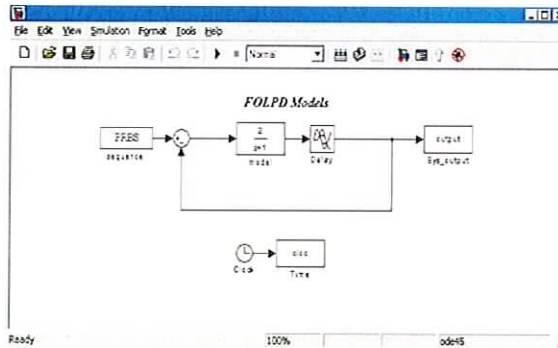 File Edit View Simulation Format Tools Help
Normal
FOLPD Models
PRBS
sequence
2
s+1
model
Delay
output
Sys_output
Clock
Time
Ready 100% ode45